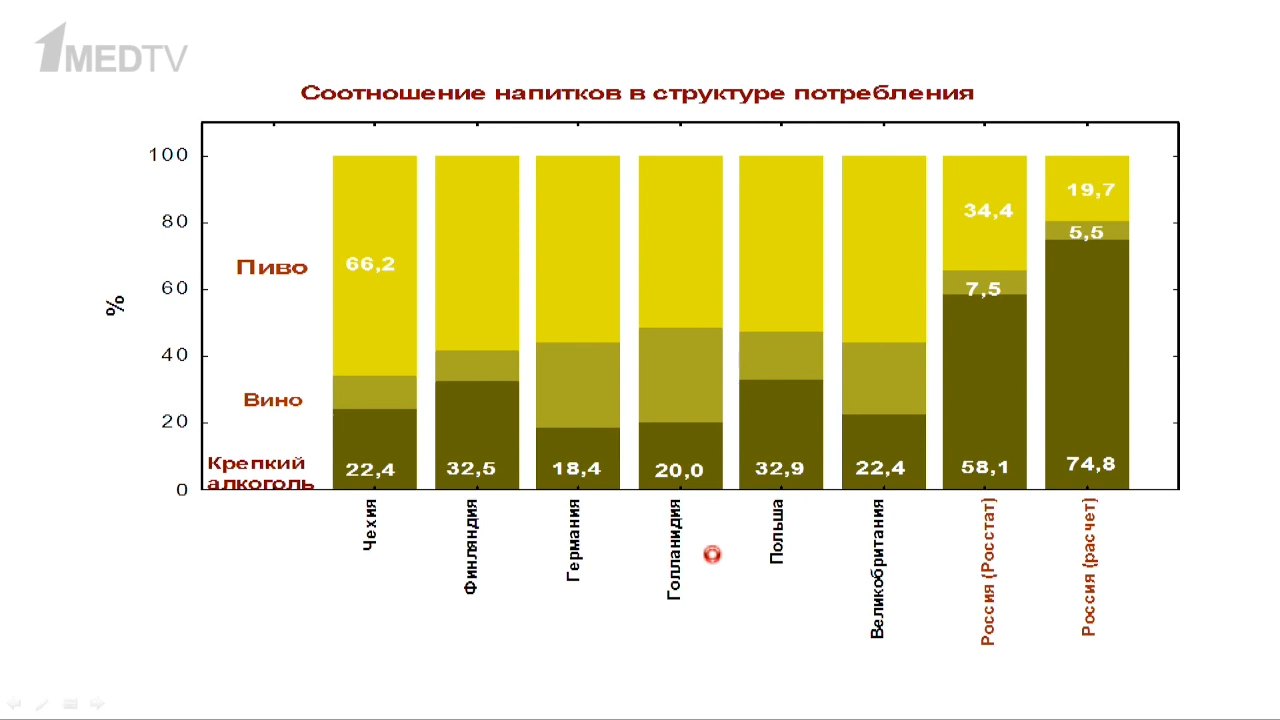 1MEDTV
Соотношение напитков в структуре потребления
%
100
80
60
40
20
0
Пиво
Вино
Крепкий
алкоголь
66,2
34,4
19,7
7,5
5,5
22,4
32,5
18,4
20,0
32,9
22,4
58,1
74,8
Чехия
Финляндия
Германия
Голланидия
Польша
Великобритания
Россия (Росстат)
Россия (расчет)